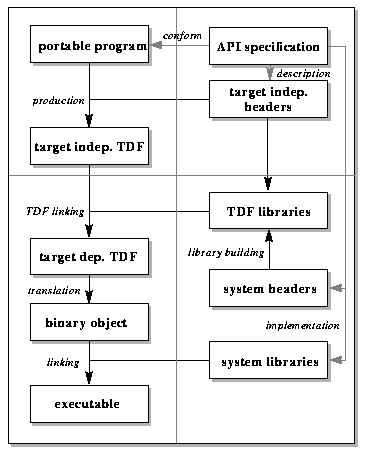 conform
portable program
API specification
description
target indep.
headers
production
target indep. TDF
TDF linking
TDF libraries
target dep. TDF
library building
translation
system headers
binary object
implementation
linking
system libraries
executable